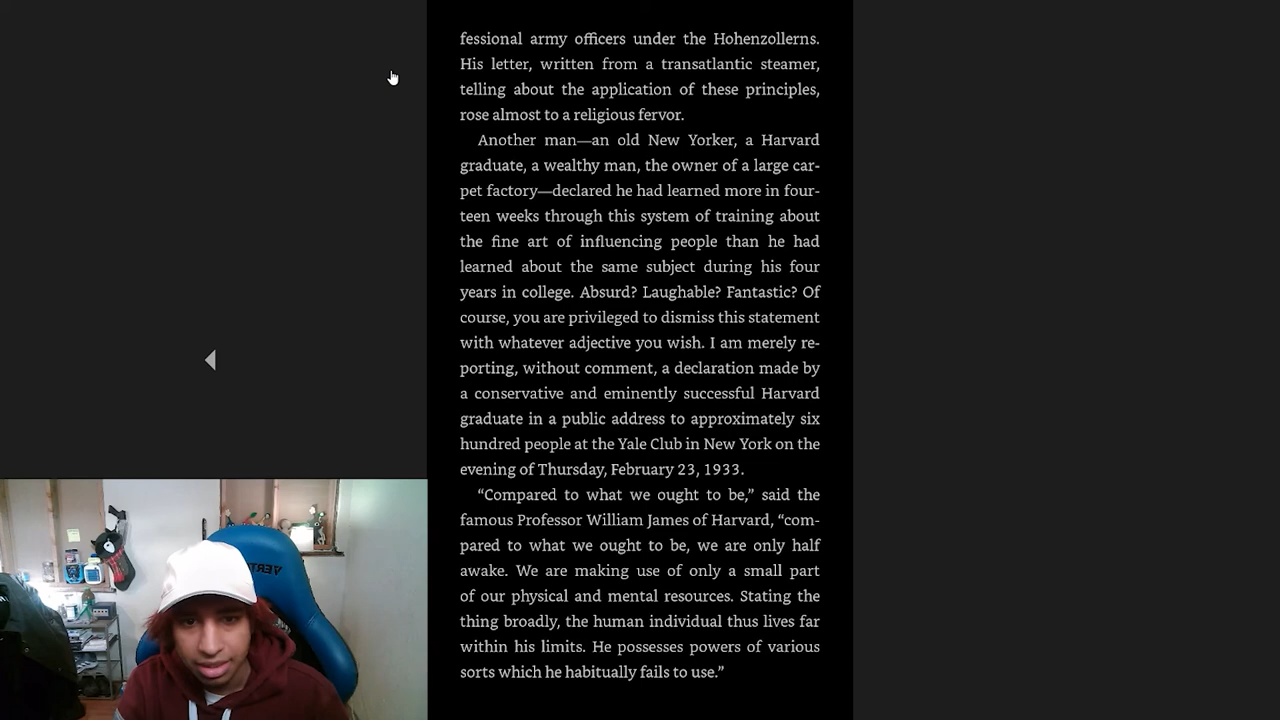 fessional army officers under the Hohenzollerns.
His letter, written from a transatlantic steamer,
telling about the application of these principles,
rose almost to a religious fervor.
Another man—an old New Yorker, a Harvard
graduate, a wealthy man, the owner of a large car-
pet factory—declared he had learned more in four-
teen weeks through this system of training about
the fine art of influencing people than he had
learned about the same subject during his four
years in college. Absurd? Laughable? Fantastic? Of
course, you are privileged to dismiss this statement
with whatever adjective you wish. I am merely re-
porting, without comment, a declaration made by
a conservative and eminently successful Harvard
graduate in a public address to approximately six
hundred people at the Yale Club in New York on the
evening of Thursday, February 23, 1933.
“Compared to what we ought to be,” said the
famous Professor William James of Harvard, “com-
pared to what we ought to be, we are only half
awake. We are making use of only a small part
of our physical and mental resources. Stating the
thing broadly, the human individual thus lives far
within his limits. He possesses powers of various
sorts which he habitually fails to use.”